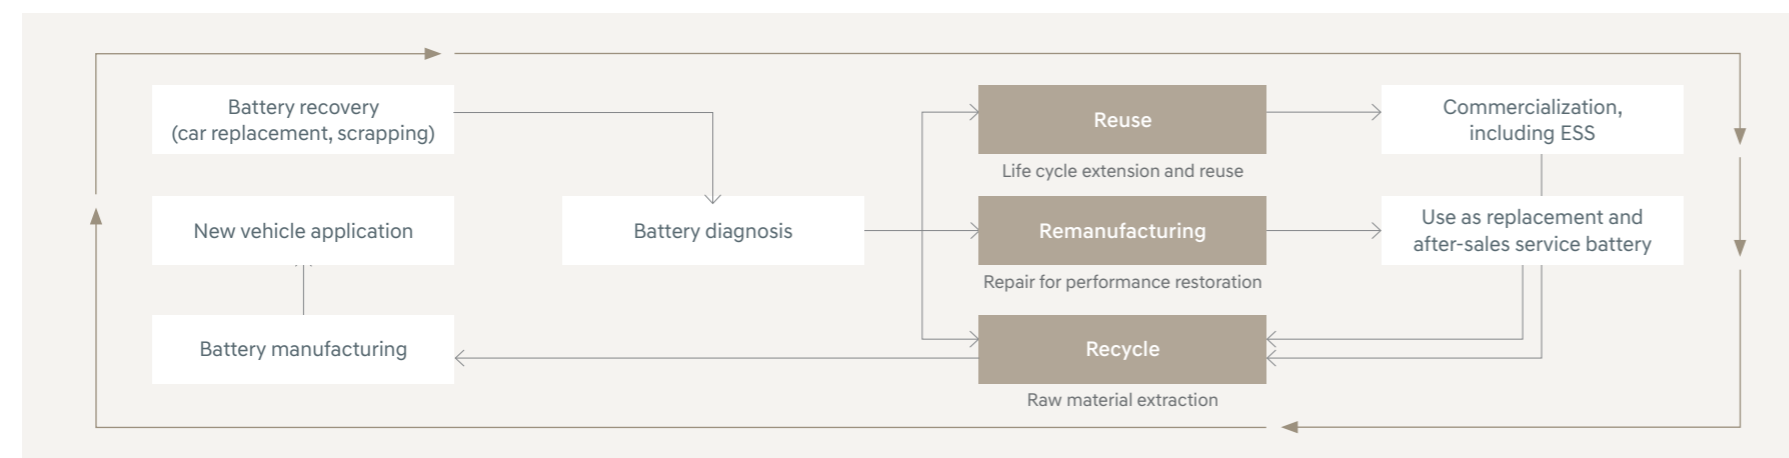 Battery recovery
(car replacement, scrapping)
New vehicle application
Battery manufacturing
Battery diagnosis
Reuse
Life cycle extension and reuse
Remanufacturing
Repair for performance restoration
Recycle
Raw material extraction
Commercialization,
including ESS
Use as replacement and
after-sales service battery